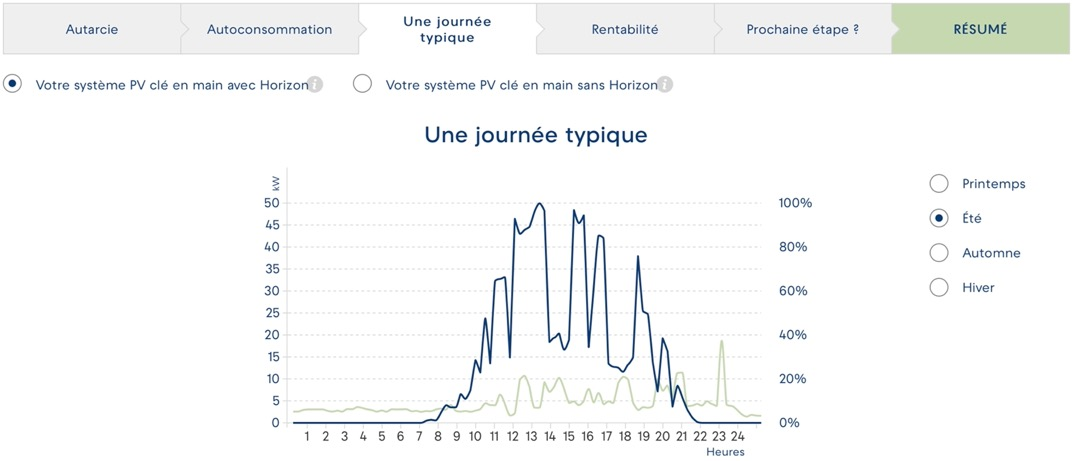 Autarcie
Autoconsommation
Une journée
typique
Rentabilité
Prochaine étape ?
RÉSUMÉ
Votre système PV clé en main avec Horizon i
Votre système PV clé en main sans Horizon i
Une journée typique
kW
50 100%
45
40 80%
35
30 60%
25
20 40%
15
10 20%
5
0 0%
1 2 3 4 5 6 7 8 9 10 11 12 13 14 15 16 17 18 19 20 21 22 23 24
Heures
Printemps
Été
Automne
Hiver